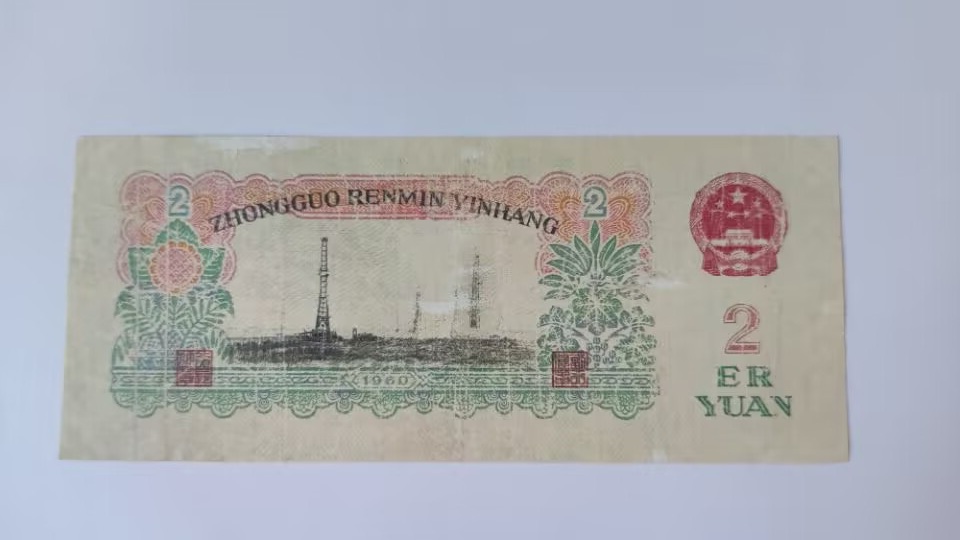 2 2
ZHONGGUO RENMIN YINHANG
1960
2
ER
YUAN